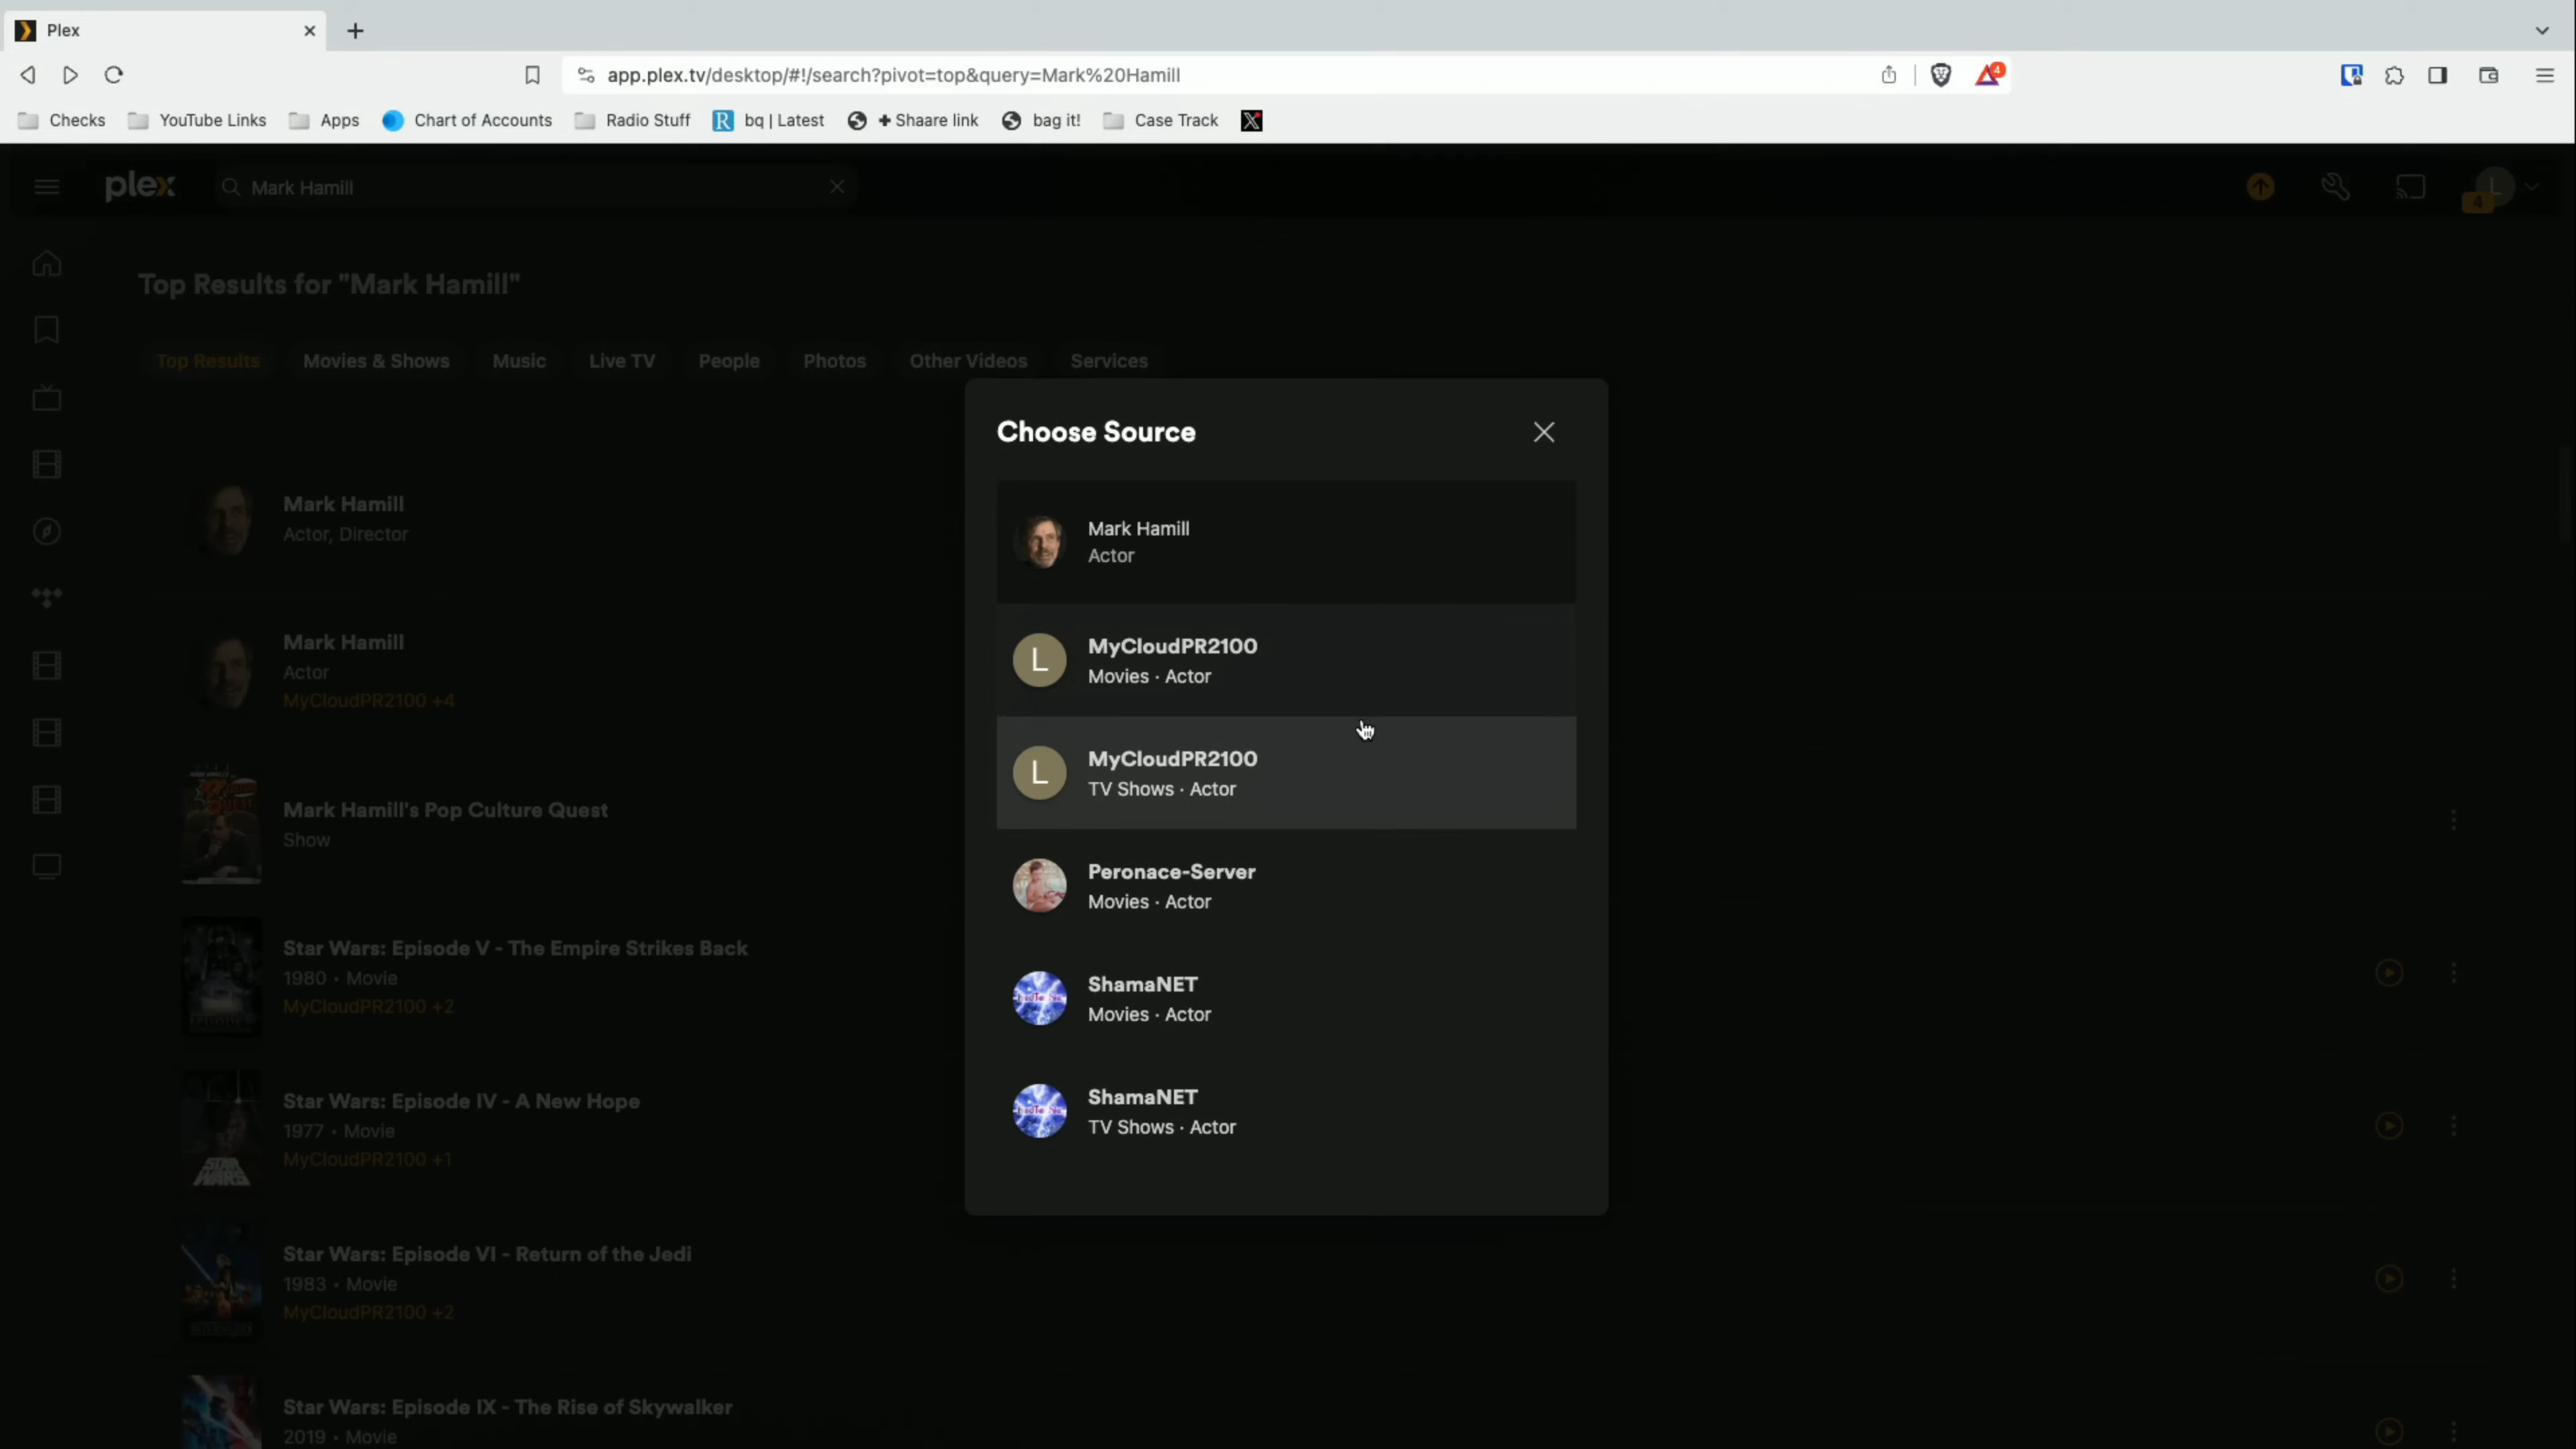 Plex
app.plex.tv/desktop/#!/search?pivot=top&query=Mark%20Hamill
4
Checks
YouTube Links
Apps
Chart of Accounts
Radio Stuff
R
bq | Latest
+ Shaare link
bag it!
Case Track
X
plex
Mark Hamill
L
4
Top Results for "Mark Hamill"
Top Results
Movies & Shows
Music
Live TV
People
Photos
Other Videos
Services
Mark Hamill
Actor, Director
Mark Hamill
Actor
MyCloudPR2100 +4
Mark Hamill's Pop Culture Quest
Show
Star Wars: Episode V - The Empire Strikes Back
1980 • Movie
MyCloudPR2100 +2
STAR
WARS
Star Wars: Episode IV - A New Hope
1977 • Movie
MyCloudPR2100 +1
Star Wars: Episode VI - Return of the Jedi
1983 • Movie
MyCloudPR2100 +2
Star Wars: Episode IX - The Rise of Skywalker
2019 • Movie
Choose Source
Mark Hamill
Actor
L
MyCloudPR2100
Movies · Actor
L
MyCloudPR2100
TV Shows · Actor
Peronace-Server
Movies · Actor
ShamaNET
Movies · Actor
ShamaNET
TV Shows · Actor